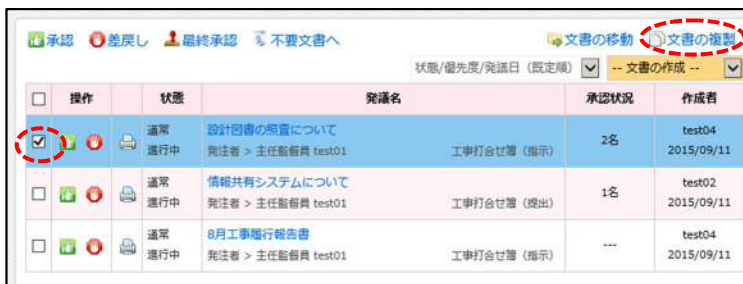 承認 差戻し 最終承認 不要文書へ 文書の移動 文書の複製
状態/優先度/発議日（既定順） -- 文書の作成 --
操作 状態 発議名 承認状況 作成者
通常 設計図書の照査について test04
進行中 発注者 > 主任監督員 test01 工事打合せ簿（指示） 2名 2015/09/11
通常 情報共有システムについて test02
進行中 発注者 > 主任監督員 test01 工事打合せ簿（提出） 1名 2015/09/11
通常 8月工事履行報告書 test04
進行中 発注者 > 主任監督員 test01 工事打合せ簿（指示） --- 2015/09/11